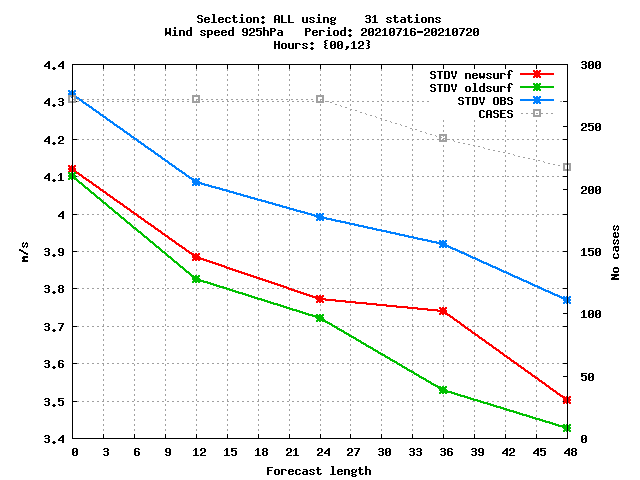 Selection: ALL using    31 stations
Wind speed 925hPa   Period: 20210716-20210720
Hours: {00,12}
STDV newsurf
STDV oldsurf
STDV OBS
CASES
4.4
4.3
4.2
4.1
4
3.9
3.8
3.7
3.6
3.5
3.4
m/s
300
250
200
150
100
50
0
No cases
0 3 6 9 12 15 18 21 24 27 30 33 36 39 42 45 48
Forecast length